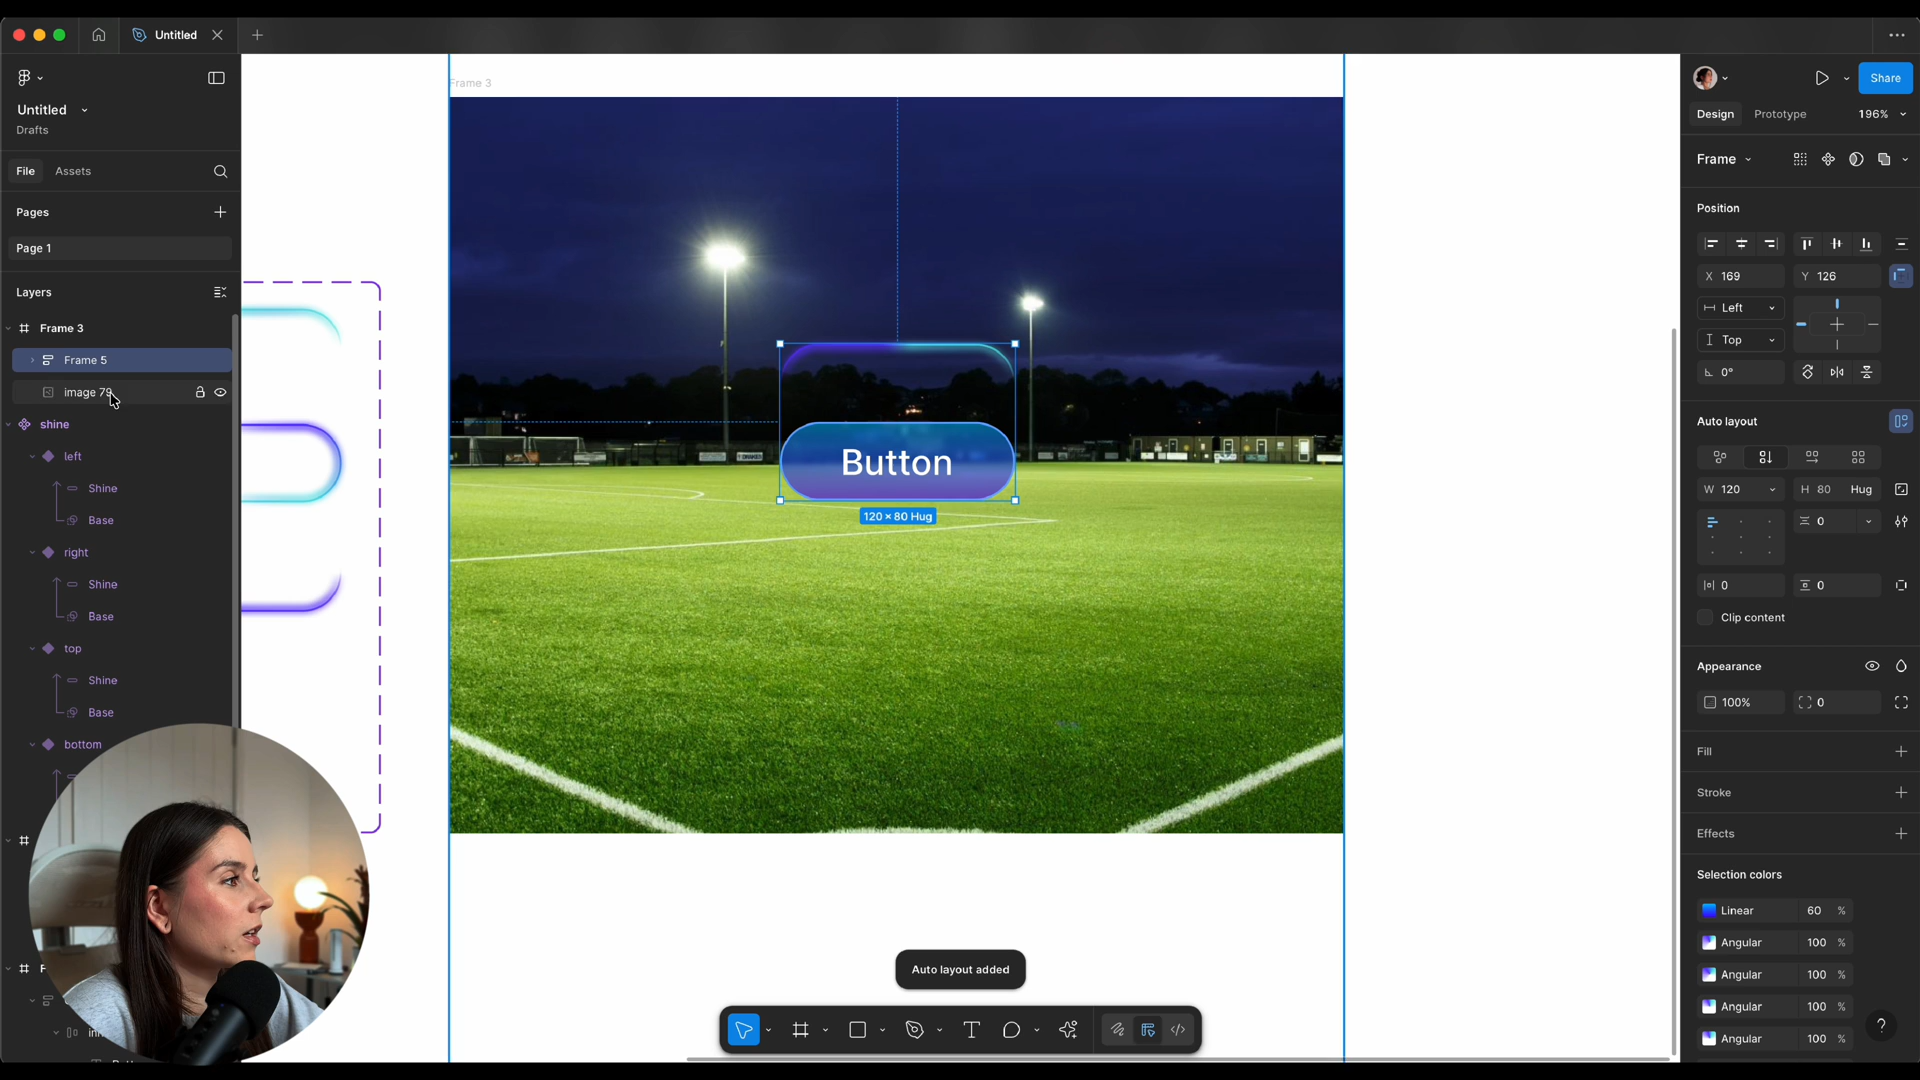 Untitled
Untitled
Drafts
File
Assets
Pages
Page 1
Layers
Frame 3
Frame 5
image 79
shine
left
Shine
Base
right
Shine
Base
top
Shine
Base
bottom
Frame 3
Button
120 × 80 Hug
Auto layout added
Share
Design
Prototype
196%
Frame
Position
X 169
Y 126
Left
Top
0°
Auto layout
W 120
H 80 Hug
0
0
0
Clip content
Appearance
100%
0
Fill
Stroke
Effects
Selection colors
Linear 60 %
Angular 100 %
Angular 100 %
Angular 100 %
Angular 100 %